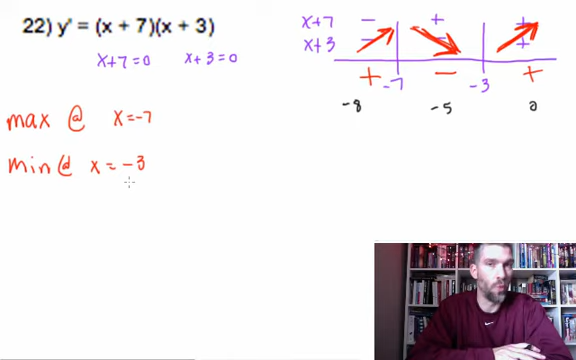 22) y' = (x + 7)(x + 3)
x+7=0 x+3=0
x+7 − + +
x+3 − − +
+ − +
-7 -3
-8 -5 0
max @ x=-7
min @ x = -3